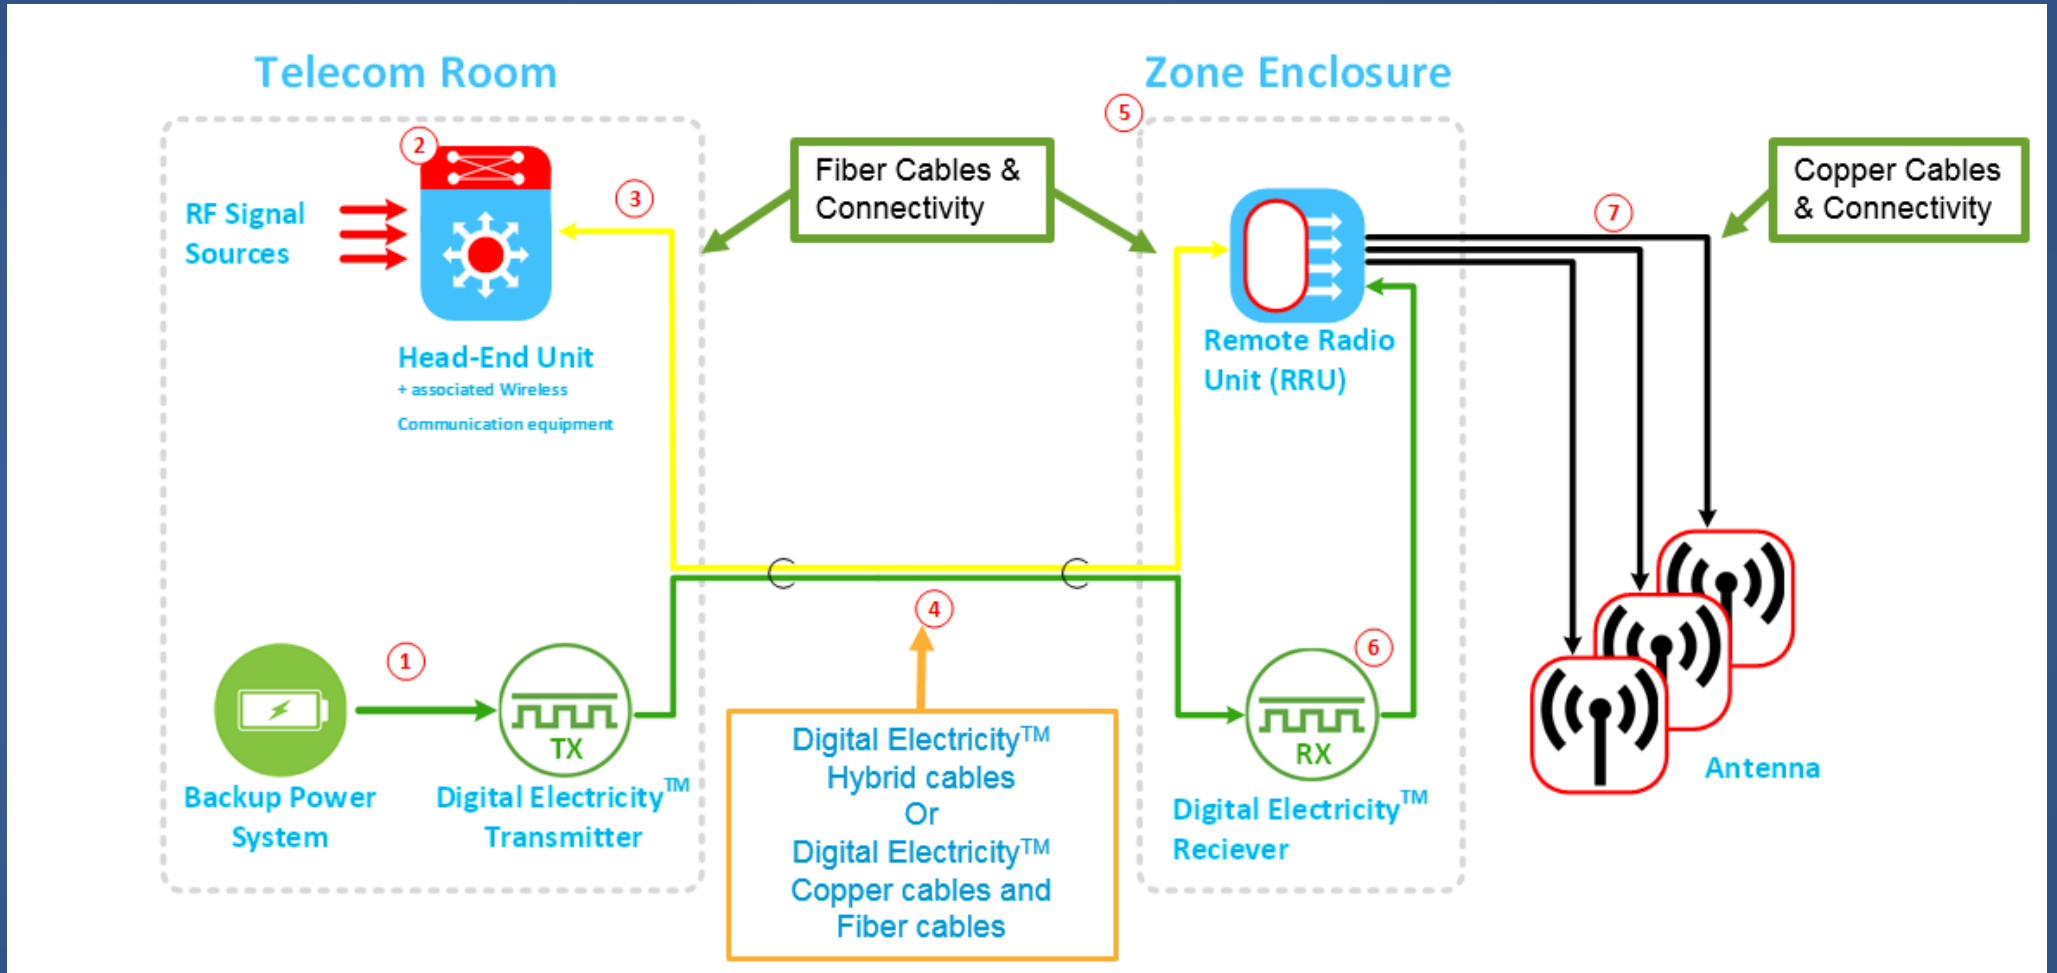 Telecom Room
Zone Enclosure
5
2
Fiber Cables &
Connectivity
Copper Cables
& Connectivity
3
7
RF Signal
Sources
Head-End Unit
+ associated Wireless
Communication equipment
Remote Radio
Unit (RRU)
4
1
6
TX
RX
Backup Power
System
Digital Electricity™
Transmitter
Digital Electricity™
Hybrid cables
Or
Digital Electricity™
Copper cables and
Fiber cables
Digital Electricity™
Reciever
Antenna